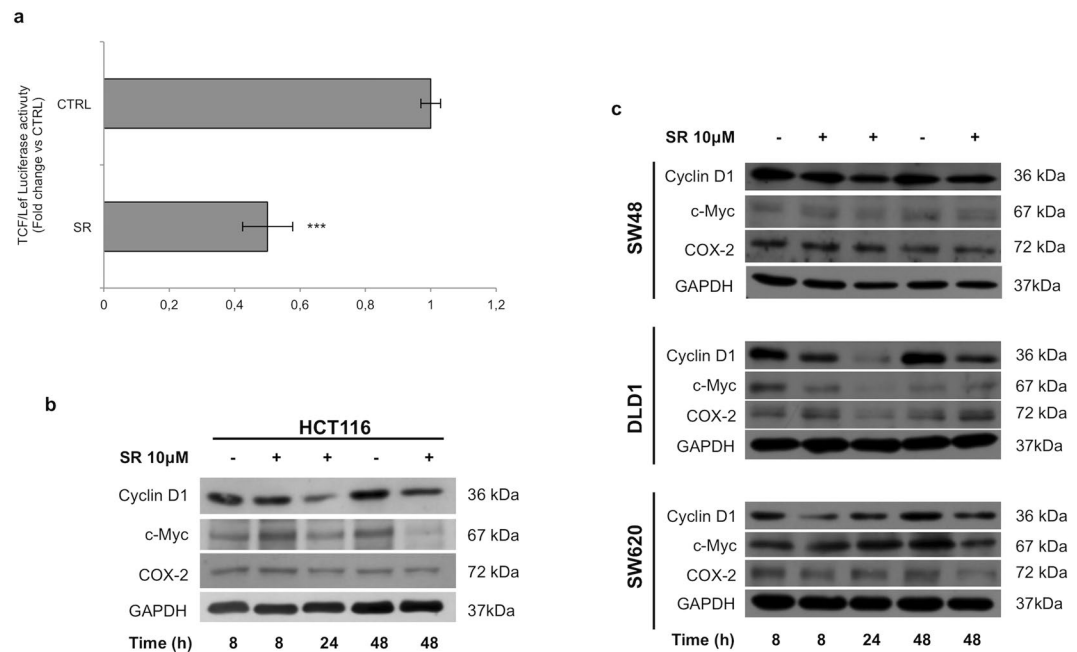 a
TCF/Lef Luciferase activuty
(Fold change vs CTRL)
CTRL
SR
***
0 0,2 0,4 0,6 0,8 1 1,2
b
HCT116
SR 10µM - + + - +
Cyclin D1 36 kDa
c-Myc 67 kDa
COX-2 72 kDa
GAPDH 37kDa
Time (h) 8 8 24 48 48
c
SR 10µM - + + - +
SW48
Cyclin D1 36 kDa
c-Myc 67 kDa
COX-2 72 kDa
GAPDH 37kDa
DLD1
Cyclin D1 36 kDa
c-Myc 67 kDa
COX-2 72 kDa
GAPDH 37kDa
SW620
Cyclin D1 36 kDa
c-Myc 67 kDa
COX-2 72 kDa
GAPDH 37kDa
Time (h) 8 8 24 48 48